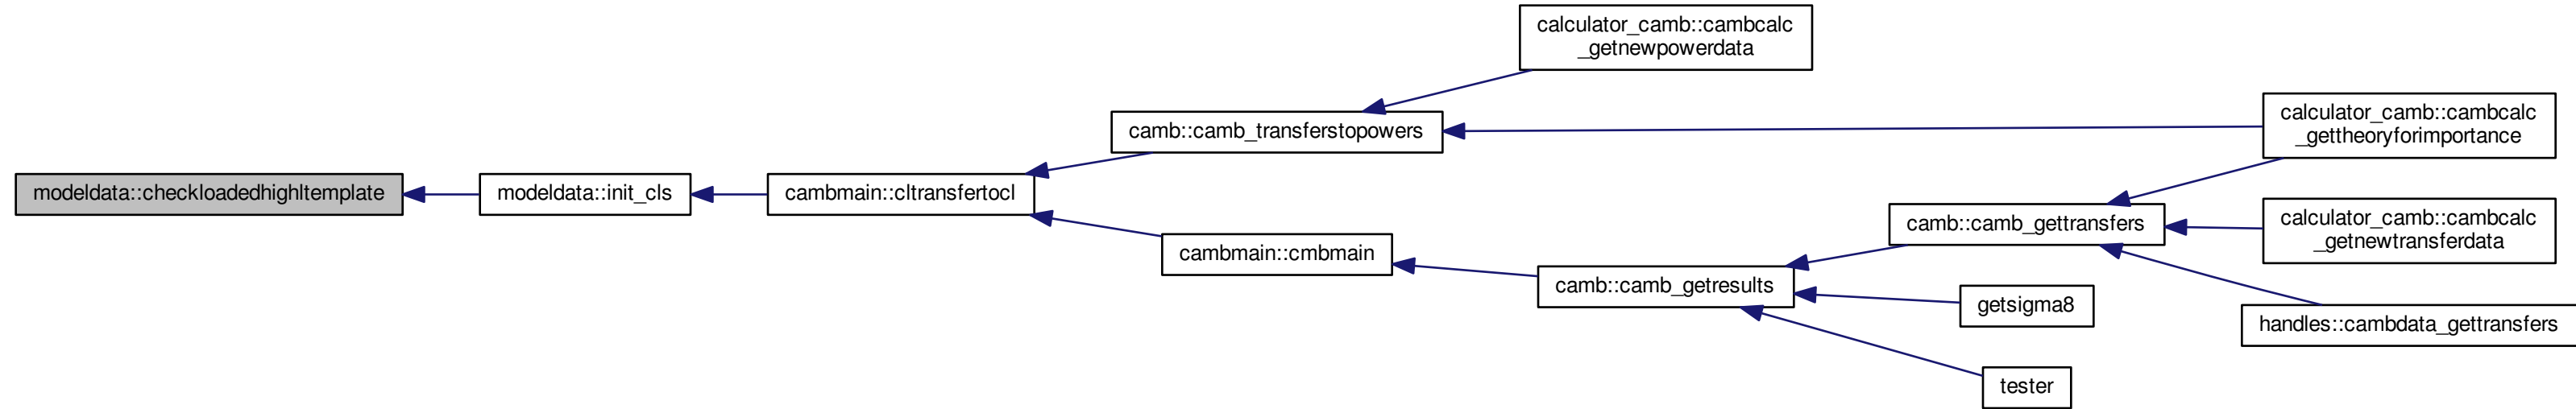 calculator_camb::cambcalc
_getnewpowerdata
calculator_camb::cambcalc
_gettheoryforimportance
camb::camb_transferstopowers
modeldata::checkloadedhighltemplate
modeldata::init_cls
cambmain::cltransfertocl
camb::camb_gettransfers
calculator_camb::cambcalc
_getnewtransferdata
cambmain::cmbmain
camb::camb_getresults
getsigma8
handles::cambdata_gettransfers
tester